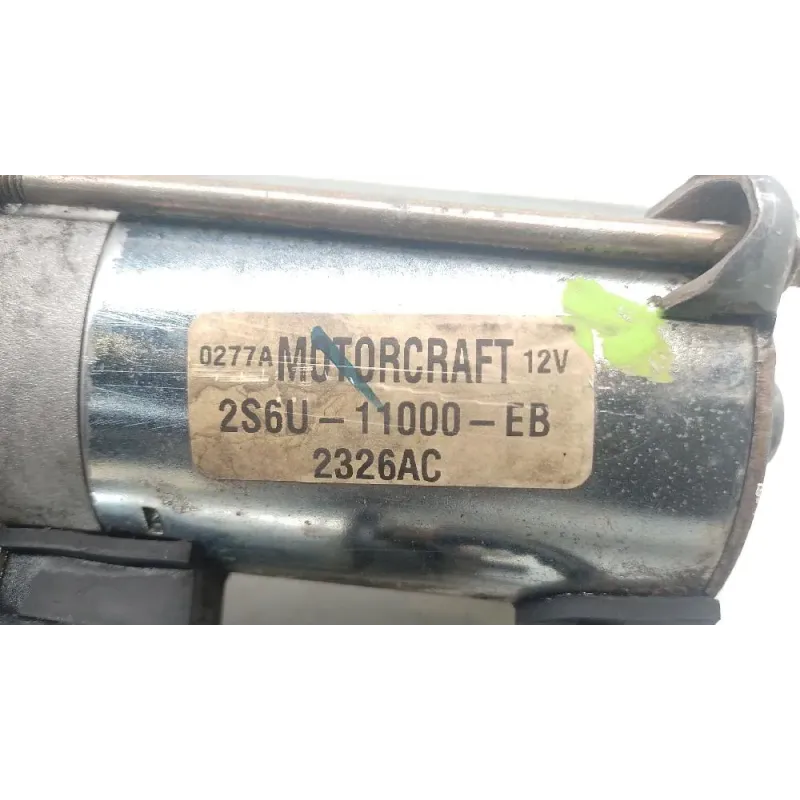 0277A MOTORCRAFT 12V
2S6U-11000-EB
2326AC